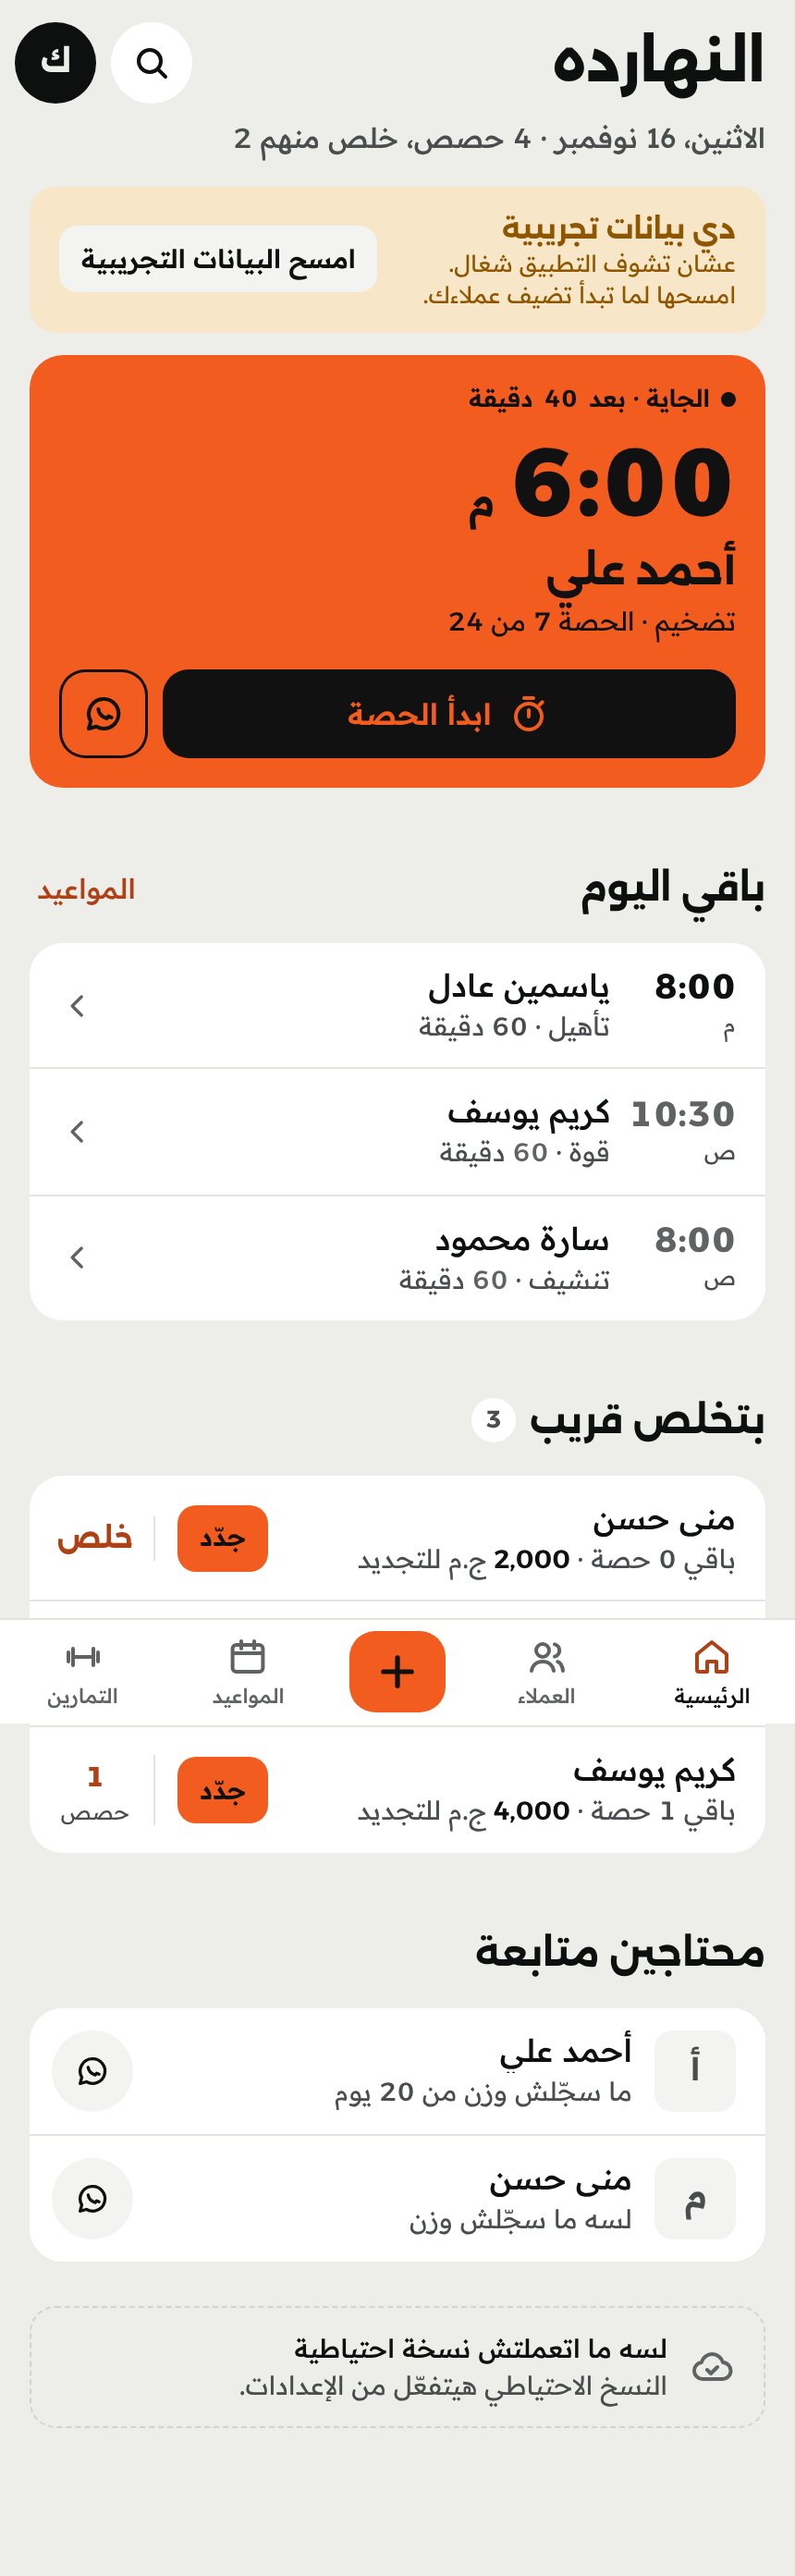 النهارده
ك
الاثنين، 16 نوفمبر · 4 حصص، خلص منهم 2
دي بيانات تجريبية
عشان تشوف التطبيق شغال.
امسحها لما تبدأ تضيف عملاءك.
امسح البيانات التجريبية
الجاية · بعد 40 دقيقة
6:00 م
أحمد علي
تضخيم · الحصة 7 من 24
ابدأ الحصة
باقي اليوم
المواعيد
8:00 م
ياسمين عادل
تأهيل · 60 دقيقة
10:30 ص
كريم يوسف
قوة · 60 دقيقة
8:00 ص
سارة محمود
تنشيف · 60 دقيقة
بتخلص قريب 3
منى حسن
باقي 0 حصة · 2,000 ج.م للتجديد
جدّد
خلص
الرئيسية
العملاء
المواعيد
التمارين
كريم يوسف
باقي 1 حصة · 4,000 ج.م للتجديد
جدّد
1
حصص
محتاجين متابعة
أ
أحمد علي
ما سجّلش وزن من 20 يوم
م
منى حسن
لسه ما سجّلش وزن
لسه ما اتعملتش نسخة احتياطية
النسخ الاحتياطي هيتفعّل من الإعدادات.